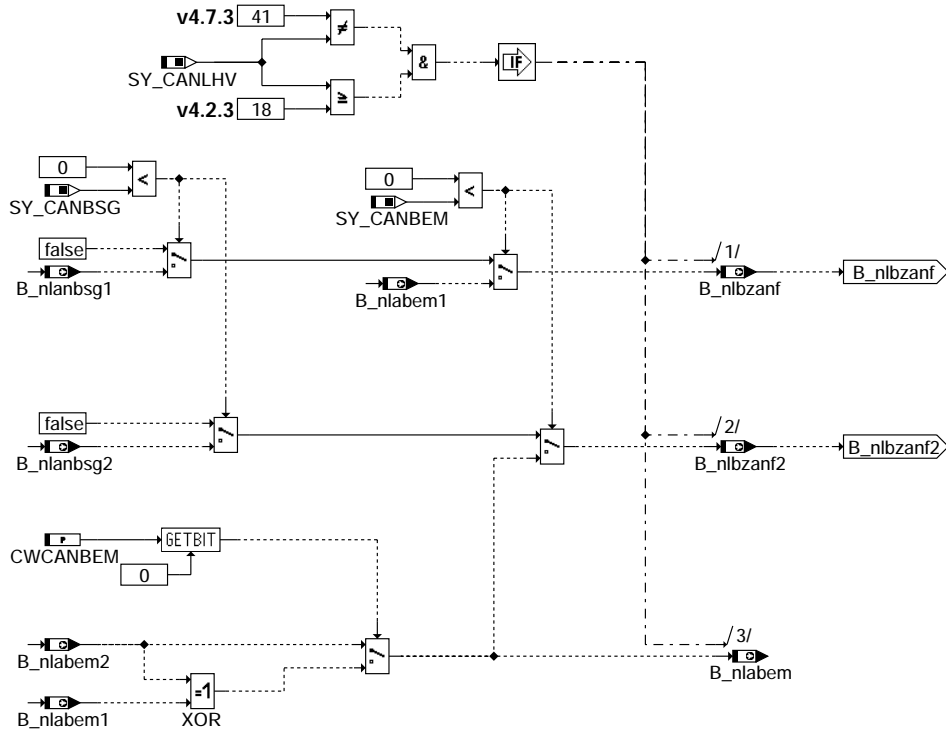 v4.7.3 41
≠
IF
&
SY_CANLHV
≥
v4.2.3 18
0
<
SY_CANBSG
0
<
SY_CANBEM
false
B_nlanbsg1
B_nlabem1
/1/
B_nlbzanf
B_nlbzanf
false
B_nlanbsg2
/2/
B_nlbzanf2
B_nlbzanf2
P
GETBIT
CWCANBEM
0
B_nlabem2
/3/
B_nlabem
=1
B_nlabem1
XOR